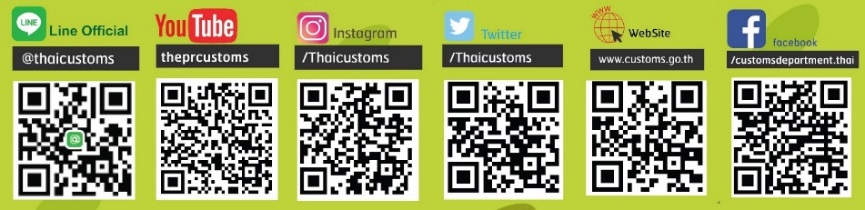 LINE
Line Official
@thaicustoms
YouTube
theprcustoms
Instagram
/Thaicustoms
Twitter
/Thaicustoms
www
WebSite
www.customs.go.th
facebook
/customsdepartment.thai